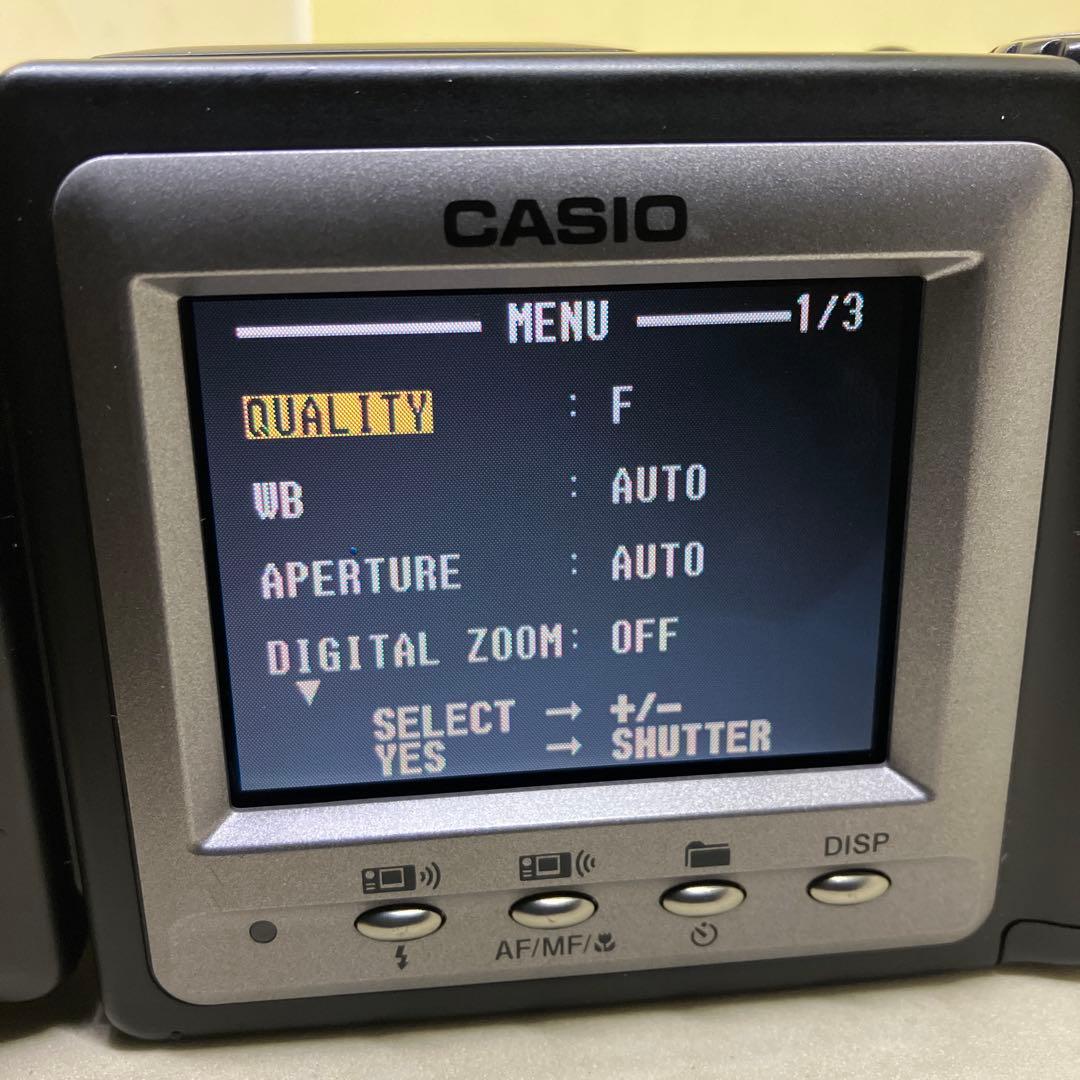 CASIO
MENU 1/3
QUALITY : F
WB : AUTO
APERTURE : AUTO
DIGITAL ZOOM : OFF
SELECT → +/−
YES → SHUTTER
DISP
AF/MF/